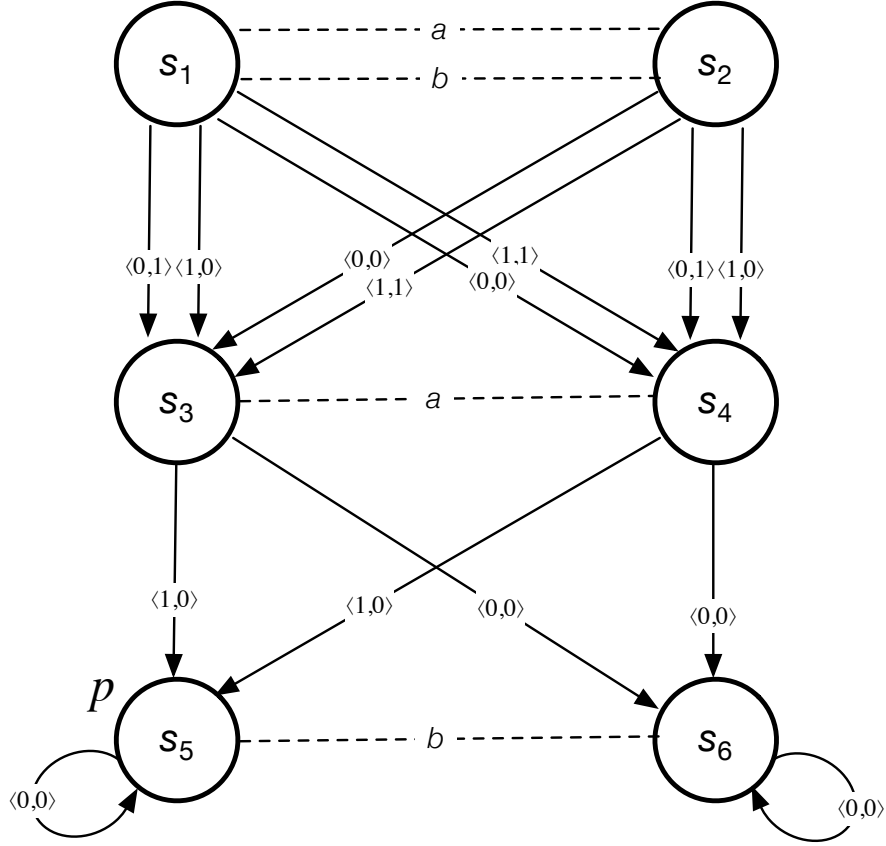 a
s1 s2
b
⟨0,0⟩ ⟨1,1⟩
⟨0,1⟩ ⟨1,0⟩ ⟨0,1⟩ ⟨1,0⟩
⟨1,1⟩ ⟨0,0⟩
s3 a s4
⟨1,0⟩ ⟨1,0⟩ ⟨0,0⟩ ⟨0,0⟩
p
s5 b s6
⟨0,0⟩ ⟨0,0⟩